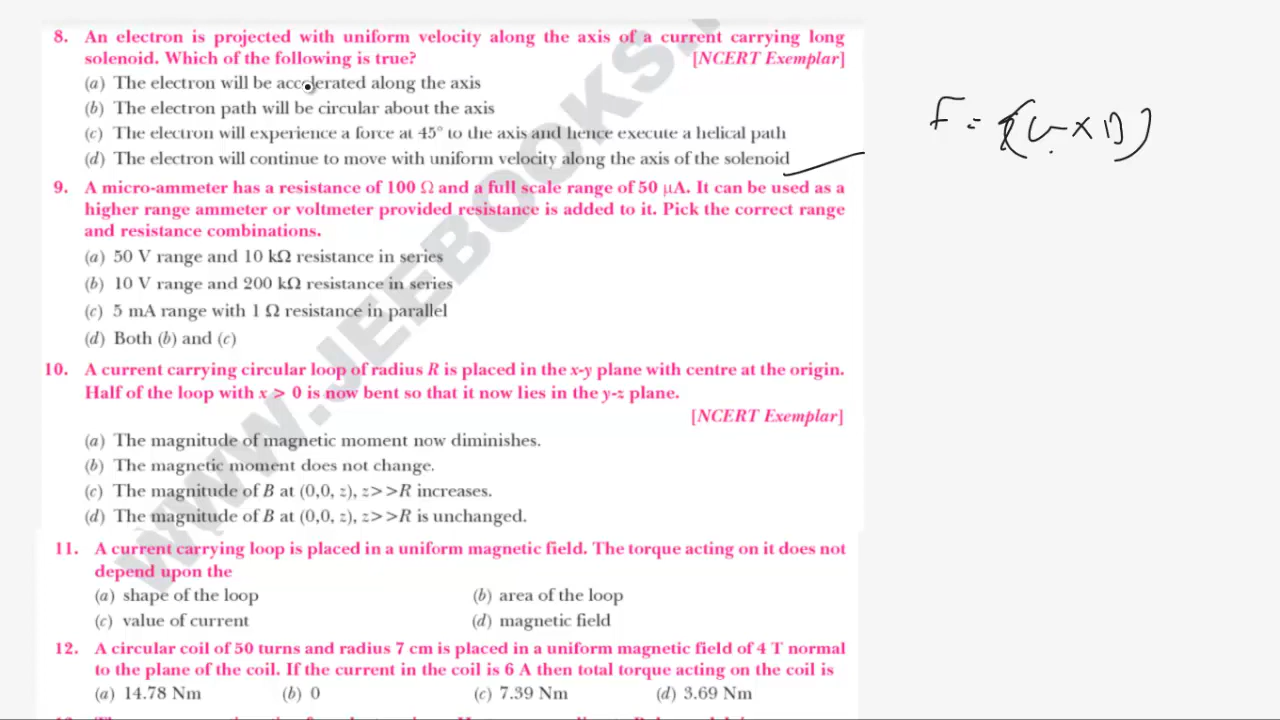 8. An electron is projected with uniform velocity along the axis of a current carrying long
solenoid. Which of the following is true? [NCERT Exemplar]
(a) The electron will be accelerated along the axis
(b) The electron path will be circular about the axis
(c) The electron will experience a force at 45° to the axis and hence execute a helical path
(d) The electron will continue to move with uniform velocity along the axis of the solenoid
F = q(v × B)
9. A micro-ammeter has a resistance of 100 Ω and a full scale range of 50 μA. It can be used as a
higher range ammeter or voltmeter provided resistance is added to it. Pick the correct range
and resistance combinations.
(a) 50 V range and 10 kΩ resistance in series
(b) 10 V range and 200 kΩ resistance in series
(c) 5 mA range with 1 Ω resistance in parallel
(d) Both (b) and (c)
10. A current carrying circular loop of radius R is placed in the x-y plane with centre at the origin.
Half of the loop with x > 0 is now bent so that it now lies in the y-z plane.
[NCERT Exemplar]
(a) The magnitude of magnetic moment now diminishes.
(b) The magnetic moment does not change.
(c) The magnitude of B at (0,0, z), z>>R increases.
(d) The magnitude of B at (0,0, z), z>>R is unchanged.
11. A current carrying loop is placed in a uniform magnetic field. The torque acting on it does not
depend upon the
(a) shape of the loop (b) area of the loop
(c) value of current (d) magnetic field
12. A circular coil of 50 turns and radius 7 cm is placed in a uniform magnetic field of 4 T normal
to the plane of the coil. If the current in the coil is 6 A then total torque acting on the coil is
(a) 14.78 Nm (b) 0 (c) 7.39 Nm (d) 3.69 Nm
WWW.JEEBOOKS.